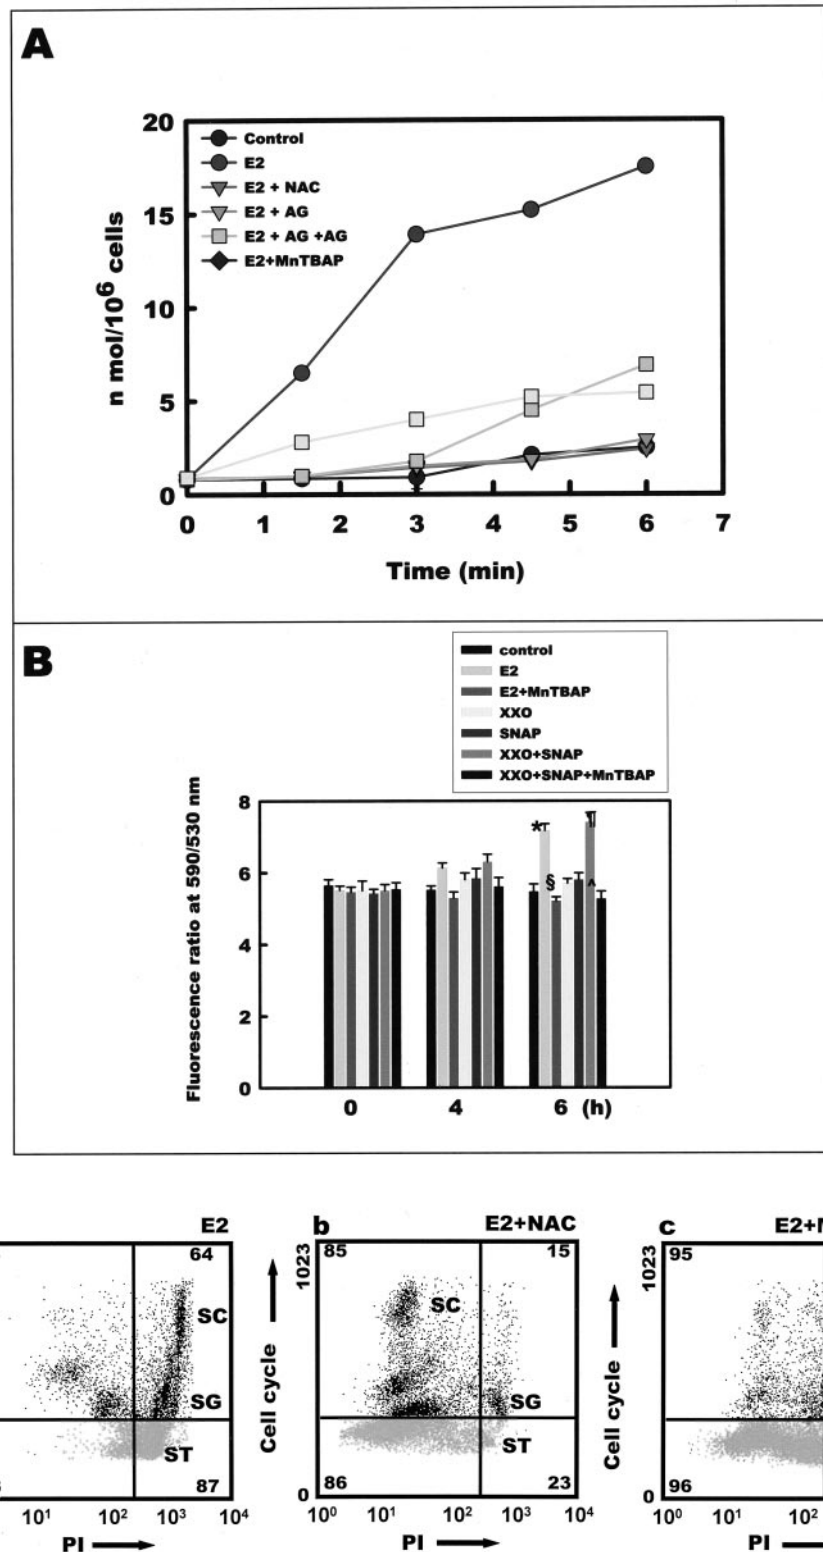 A
20
15
10
5
0
n mol/10⁶ cells
Control
E2
E2 + NAC
E2 + AG
E2 + AG +AG
E2+MnTBAP
0 1 2 3 4 5 6 7
Time (min)
B
control
E2
E2+MnTBAP
XXO
SNAP
XXO+SNAP
XXO+SNAP+MnTBAP
Fluorescence ratio at 590/530 nm
8
6
4
2
0
* § ¶ ^
0 4 6 (h)
E2
64
SC
SG
ST
87
10¹ 10² 10³ 10⁴
PI
b E2+NAC
Cell cycle
1023
0
85 15
SC
SG
ST
86 23
10⁰ 10¹ 10² 10³ 10⁴
PI
c
Cell cycle
1023
0
95
96
10⁰ 10¹ 10²
PI